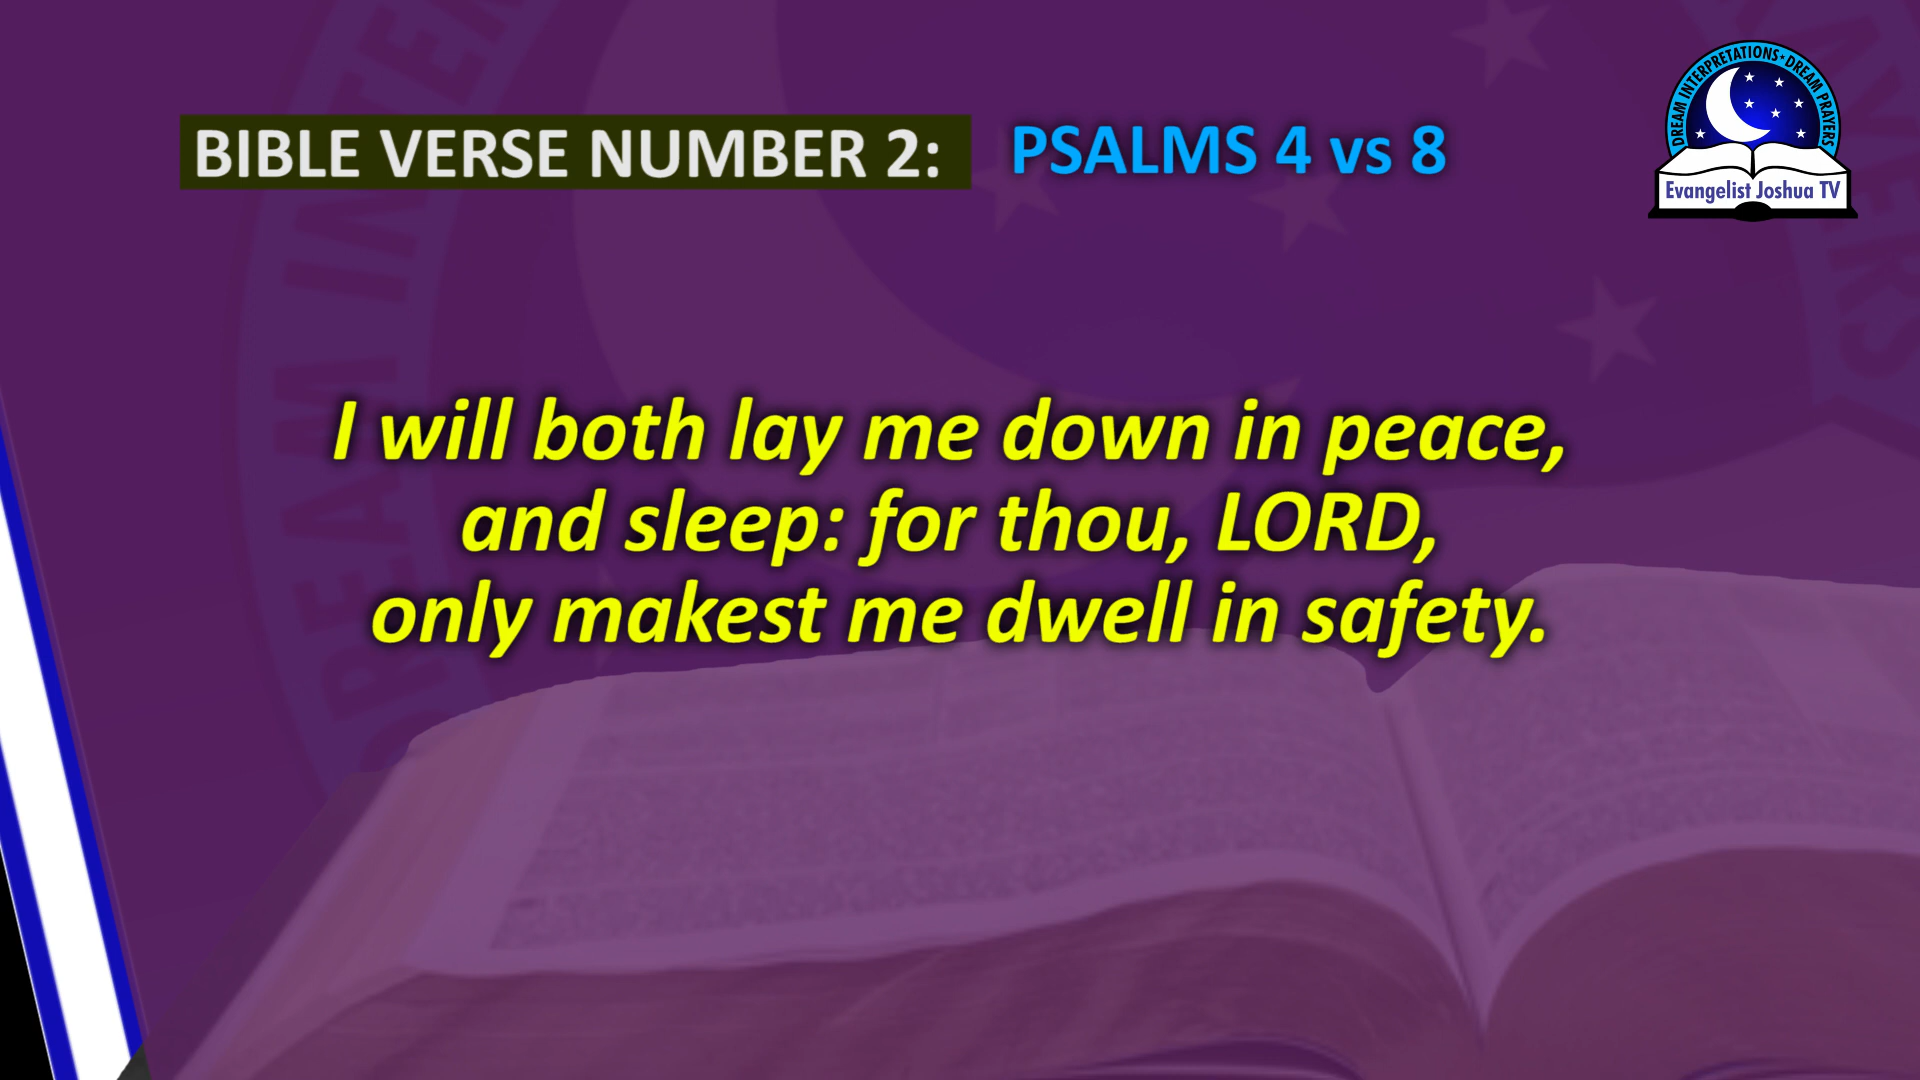 BIBLE VERSE NUMBER 2: PSALMS 4 vs 8
DREAM INTERPRETATIONS ★ DREAM PRAYERS
Evangelist Joshua TV
I will both lay me down in peace,
and sleep: for thou, LORD,
only makest me dwell in safety.